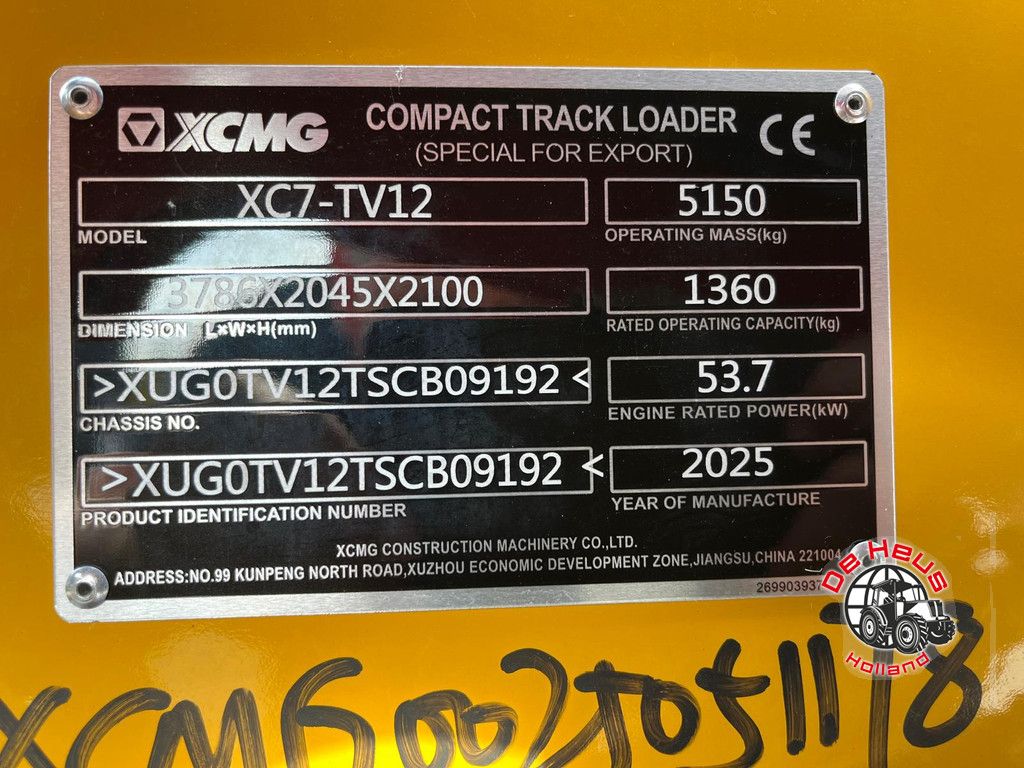 XCMG
COMPACT TRACK LOADER
(SPECIAL FOR EXPORT)
CE
XC7-TV12
MODEL
5150
OPERATING MASS(kg)
3786X2045X2100
DIMENSION L×W×H(mm)
1360
RATED OPERATING CAPACITY(kg)
>XUG0TV12TSCB09192<
CHASSIS NO.
53.7
ENGINE RATED POWER(kW)
>XUG0TV12TSCB09192<
PRODUCT IDENTIFICATION NUMBER
2025
YEAR OF MANUFACTURE
XCMG CONSTRUCTION MACHINERY CO.,LTD.
ADDRESS:NO.99 KUNPENG NORTH ROAD,XUZHOU ECONOMIC DEVELOPMENT ZONE,JIANGSU,CHINA 221004
De Heus
Holland